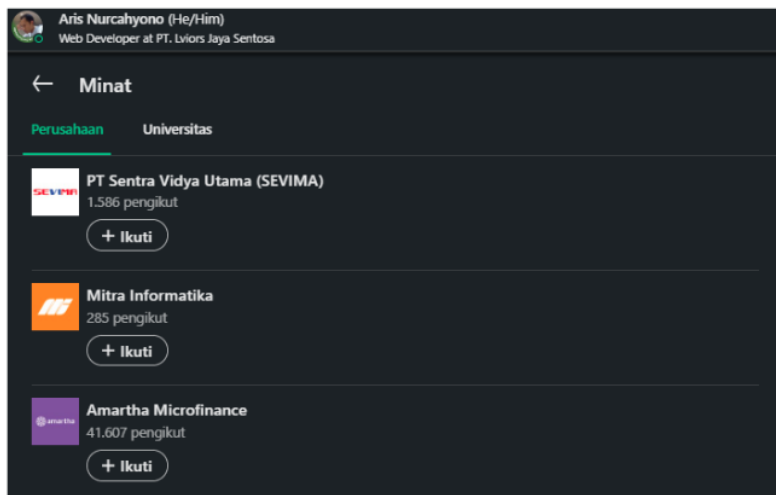 Aris Nurcahyono (He/Him)
Web Developer at PT. Lviors Jaya Sentosa
← Minat
Perusahaan Universitas
SEVIMA
PT Sentra Vidya Utama (SEVIMA)
1.586 pengikut
+ Ikuti
Mitra Informatika
285 pengikut
+ Ikuti
amartha
Amartha Microfinance
41.607 pengikut
+ Ikuti